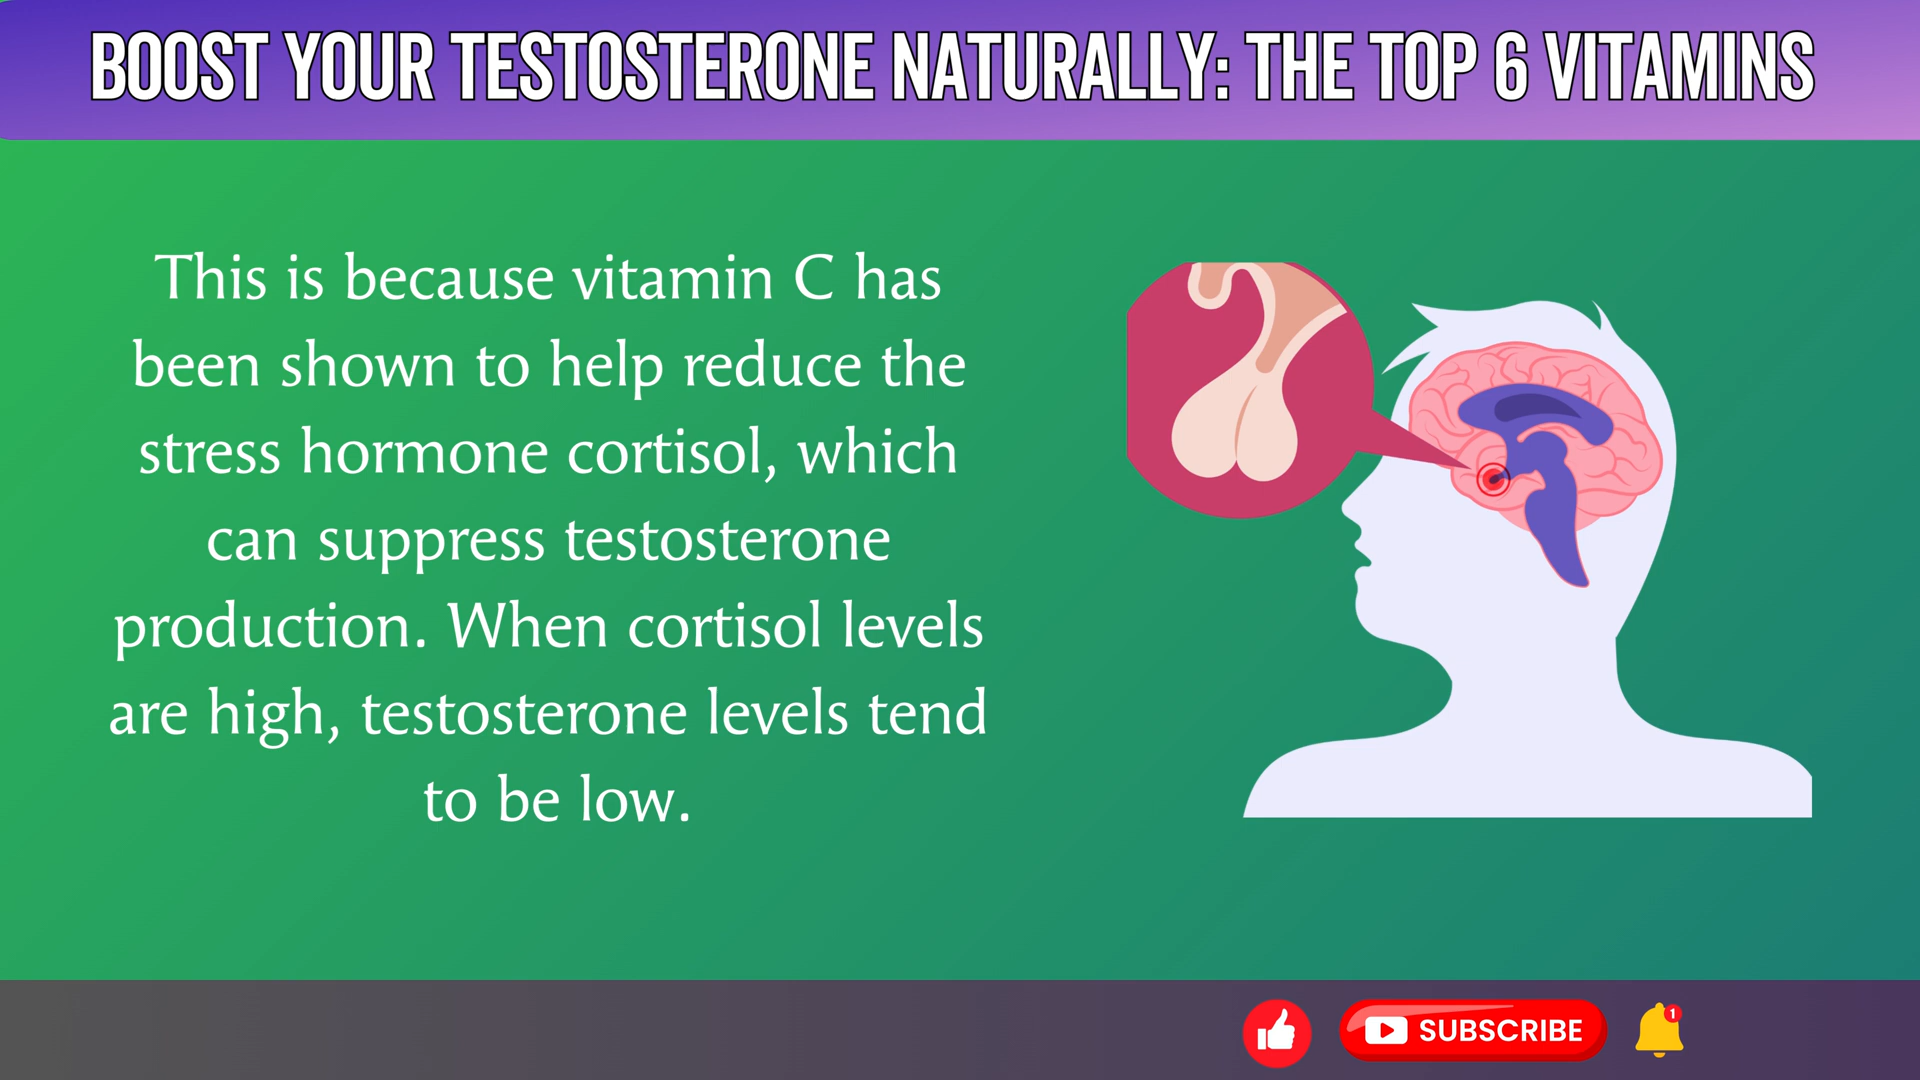 BOOST YOUR TESTOSTERONE NATURALLY: THE TOP 6 VITAMINS
This is because vitamin C has
been shown to help reduce the
stress hormone cortisol, which
can suppress testosterone
production. When cortisol levels
are high, testosterone levels tend
to be low.
SUBSCRIBE
1